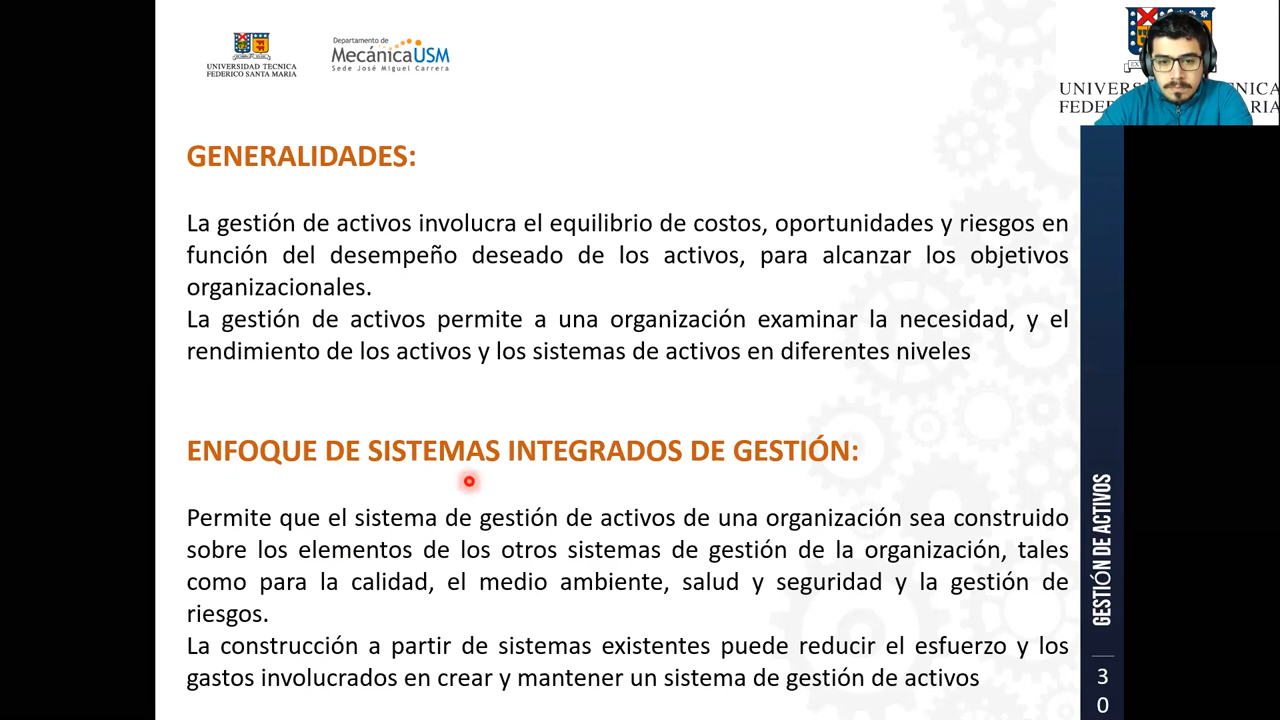 UNIVERSIDAD TECNICA
FEDERICO SANTA MARIA
Departamento de
MecánicaUSM
Sede José Miguel Carrera
GENERALIDADES:
La gestión de activos involucra el equilibrio de costos, oportunidades y riesgos en
función del desempeño deseado de los activos, para alcanzar los objetivos
organizacionales.
La gestión de activos permite a una organización examinar la necesidad, y el
rendimiento de los activos y los sistemas de activos en diferentes niveles
ENFOQUE DE SISTEMAS INTEGRADOS DE GESTIÓN:
Permite que el sistema de gestión de activos de una organización sea construido
sobre los elementos de los otros sistemas de gestión de la organización, tales
como para la calidad, el medio ambiente, salud y seguridad y la gestión de
riesgos.
La construcción a partir de sistemas existentes puede reducir el esfuerzo y los
gastos involucrados en crear y mantener un sistema de gestión de activos
GESTIÓN DE ACTIVOS
3
0